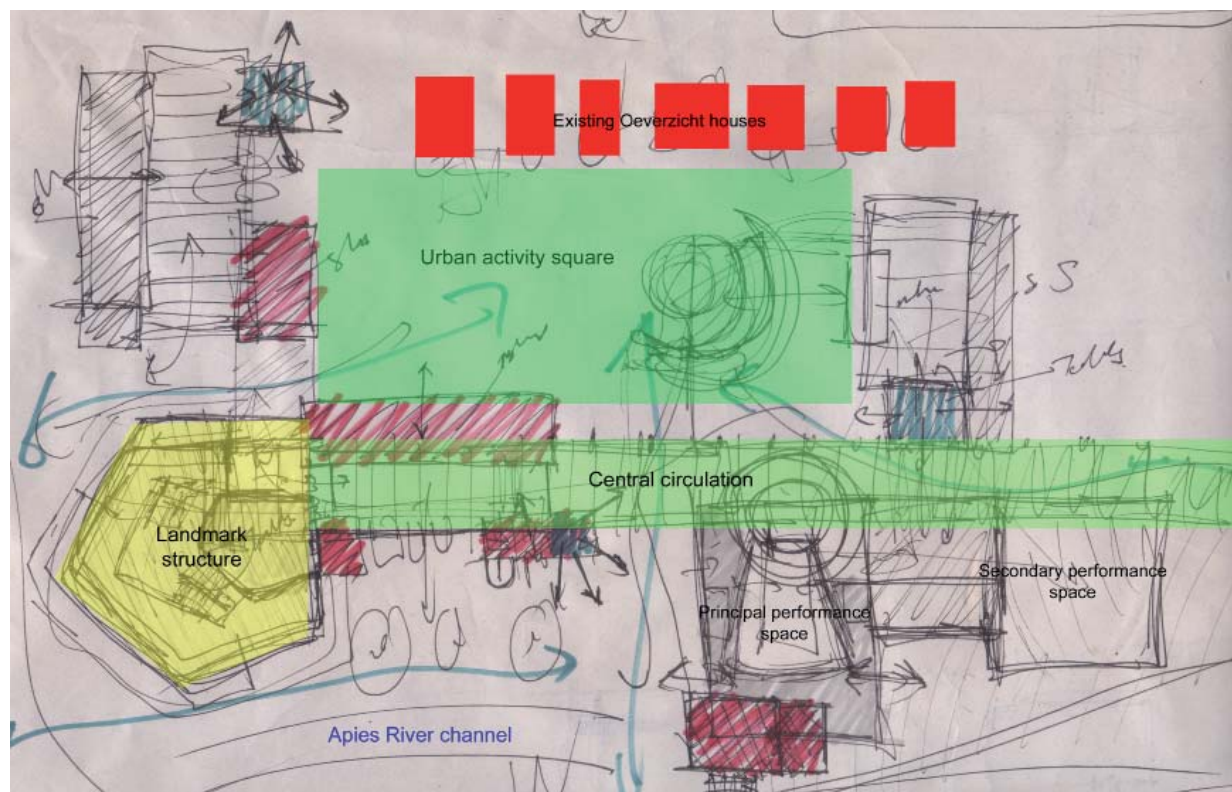 Existing Oeverzicht houses
Urban activity square
Central circulation
Landmark
structure
Secondary performance
space
Principal performance
space
Apies River channel